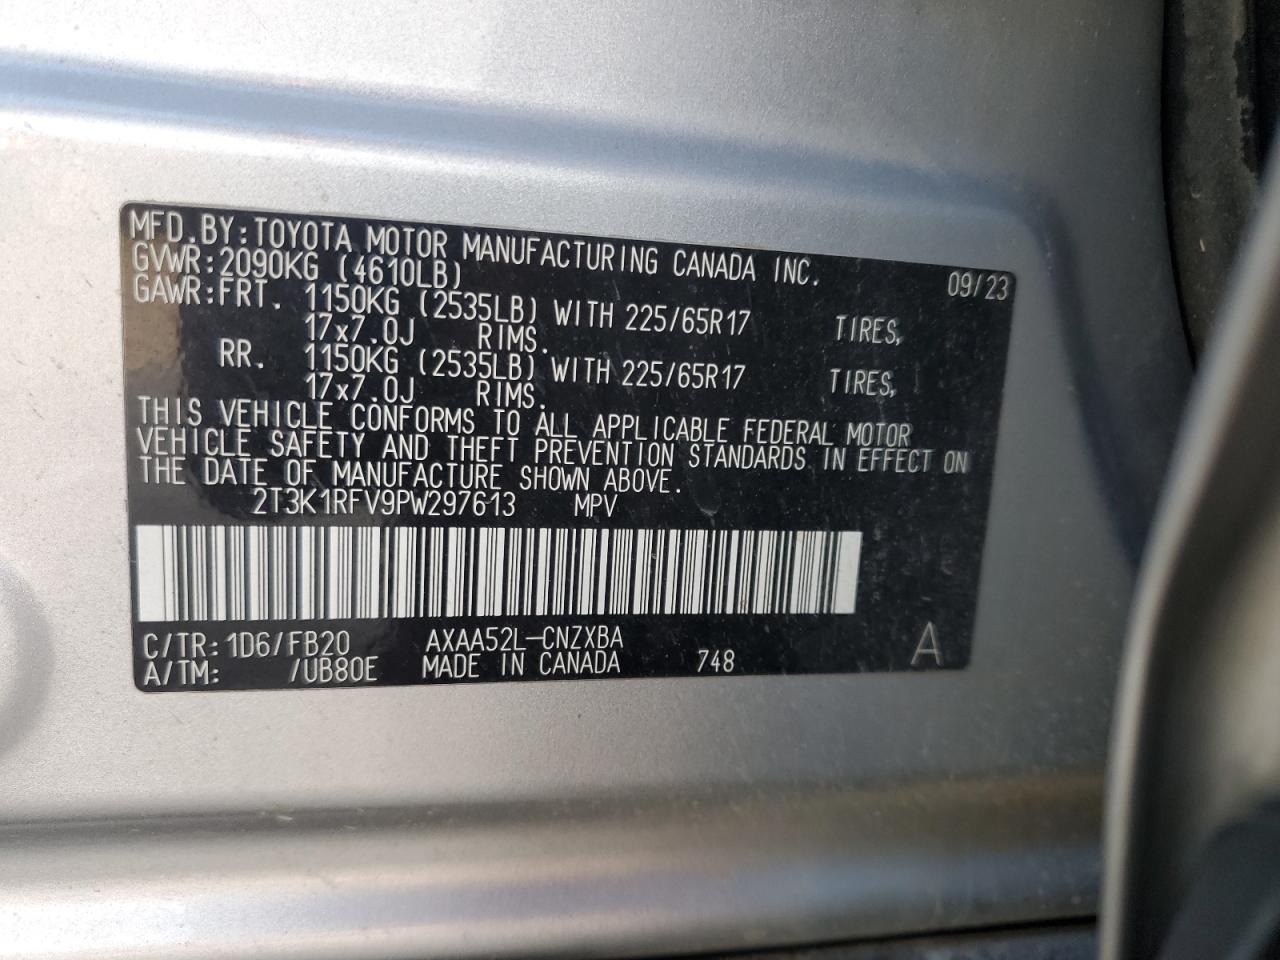 MFD.BY:TOYOTA MOTOR MANUFACTURING CANADA INC. 09/23
GVWR:2090KG (4610LB)
GAWR:FRT. 1150KG (2535LB) WITH 225/65R17 TIRES,
17x7.0J RIMS.
RR. 1150KG (2535LB) WITH 225/65R17 TIRES,
17x7.0J RIMS.
THIS VEHICLE CONFORMS TO ALL APPLICABLE FEDERAL MOTOR
VEHICLE SAFETY AND THEFT PREVENTION STANDARDS IN EFFECT ON
THE DATE OF MANUFACTURE SHOWN ABOVE.
2T3K1RFV9PW297613 MPV
C/TR:1D6/FB20 AXAA52L-CNZXBA
A/TM: /UB80E MADE IN CANADA 748 A